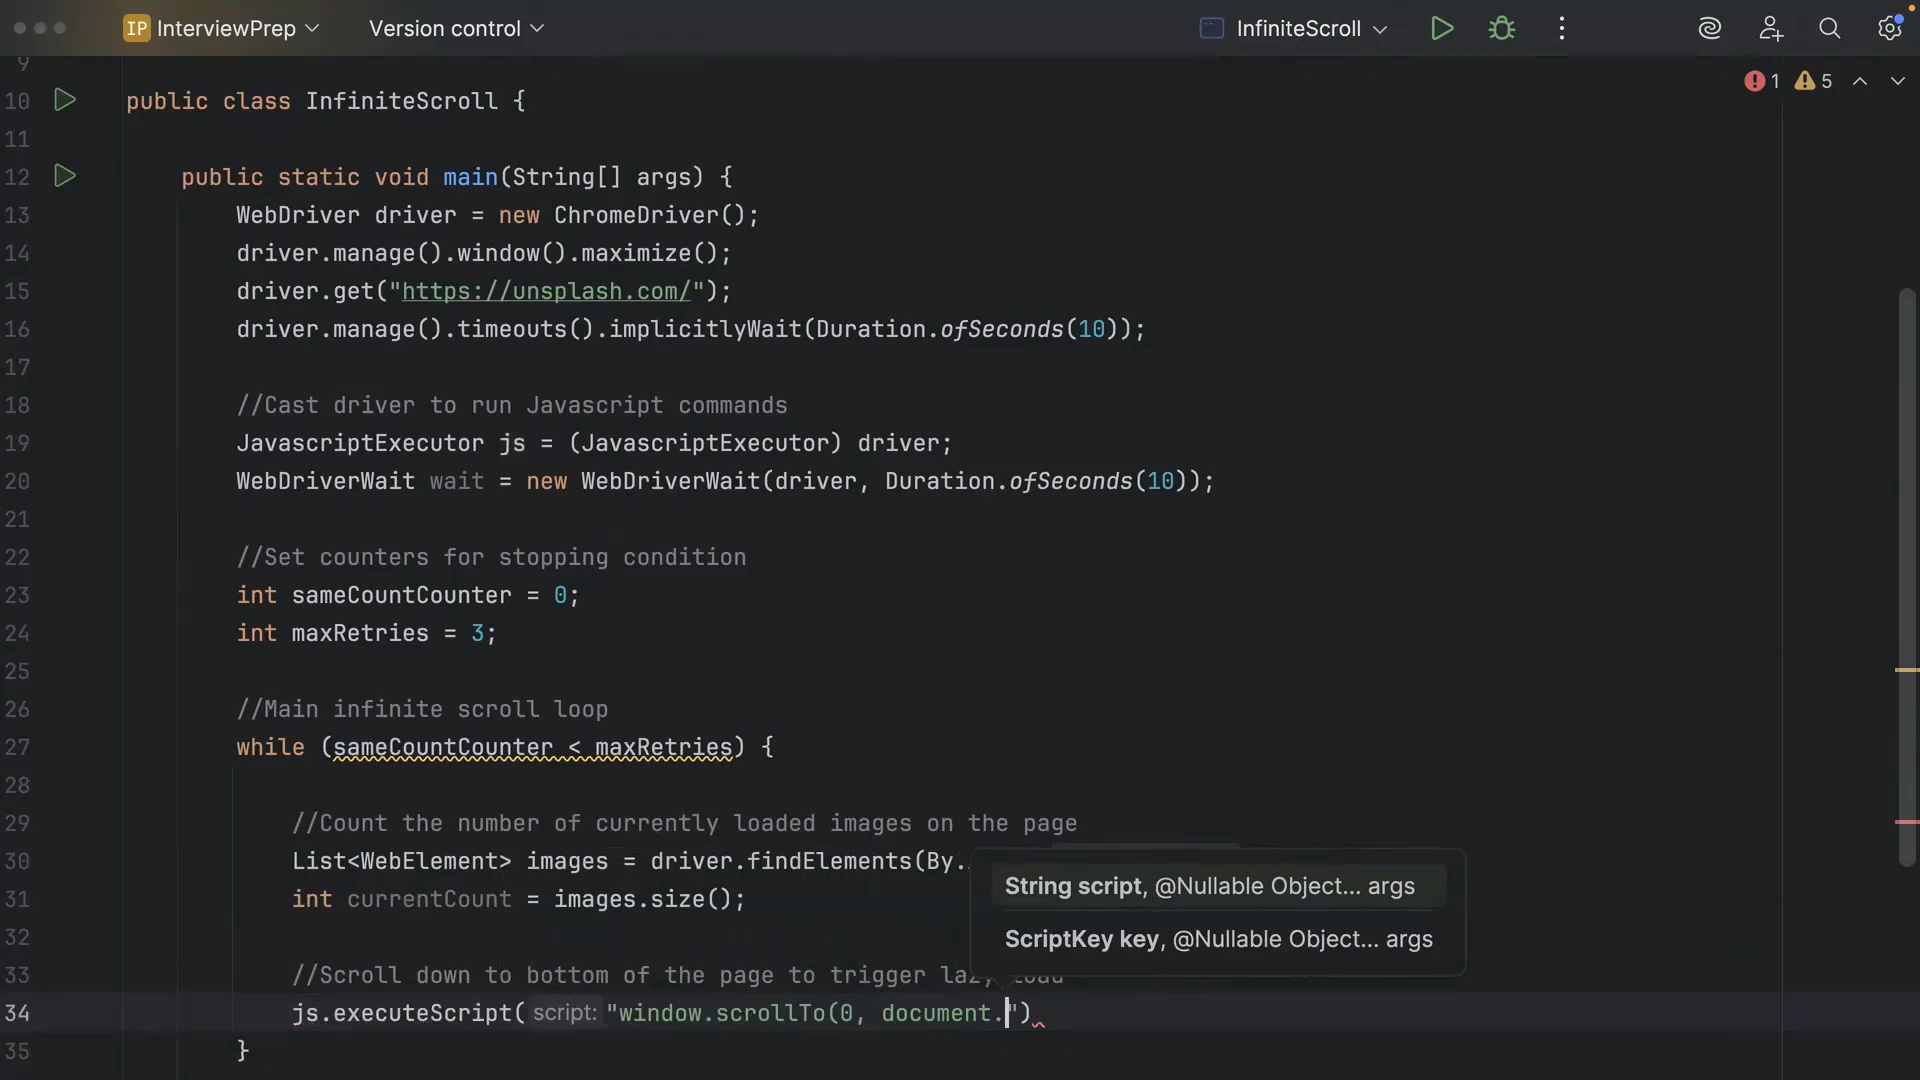 IP InterviewPrep Version control InfiniteScroll
9
1 5
10 public class InfiniteScroll {
11
12 public static void main(String[] args) {
13 WebDriver driver = new ChromeDriver();
14 driver.manage().window().maximize();
15 driver.get("https://unsplash.com/");
16 driver.manage().timeouts().implicitlyWait(Duration.ofSeconds(10));
17
18 //Cast driver to run Javascript commands
19 JavascriptExecutor js = (JavascriptExecutor) driver;
20 WebDriverWait wait = new WebDriverWait(driver, Duration.ofSeconds(10));
21
22 //Set counters for stopping condition
23 int sameCountCounter = 0;
24 int maxRetries = 3;
25
26 //Main infinite scroll loop
27 while (sameCountCounter < maxRetries) {
28
29 //Count the number of currently loaded images on the page
30 List<WebElement> images = driver.findElements(By.
String script, @Nullable Object... args
31 int currentCount = images.size();
32
ScriptKey key, @Nullable Object... args
33 //Scroll down to bottom of the page to trigger lazy load
34 js.executeScript( script: "window.scrollTo(0, document.")
35 }